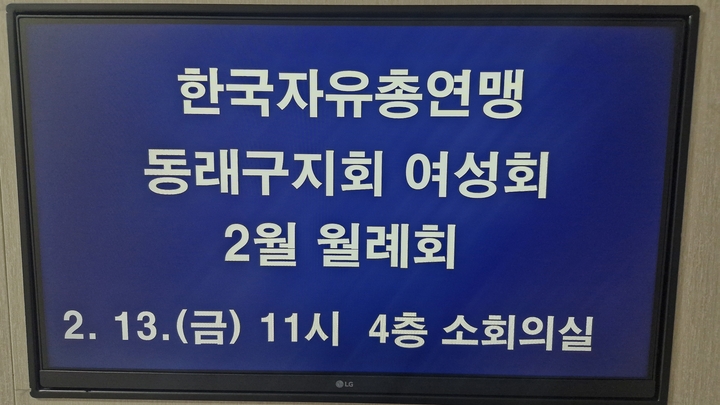 한국자유총연맹
동래구지회 여성회
2월 월례회
2. 13.(금) 11시 4층 소회의실
LG